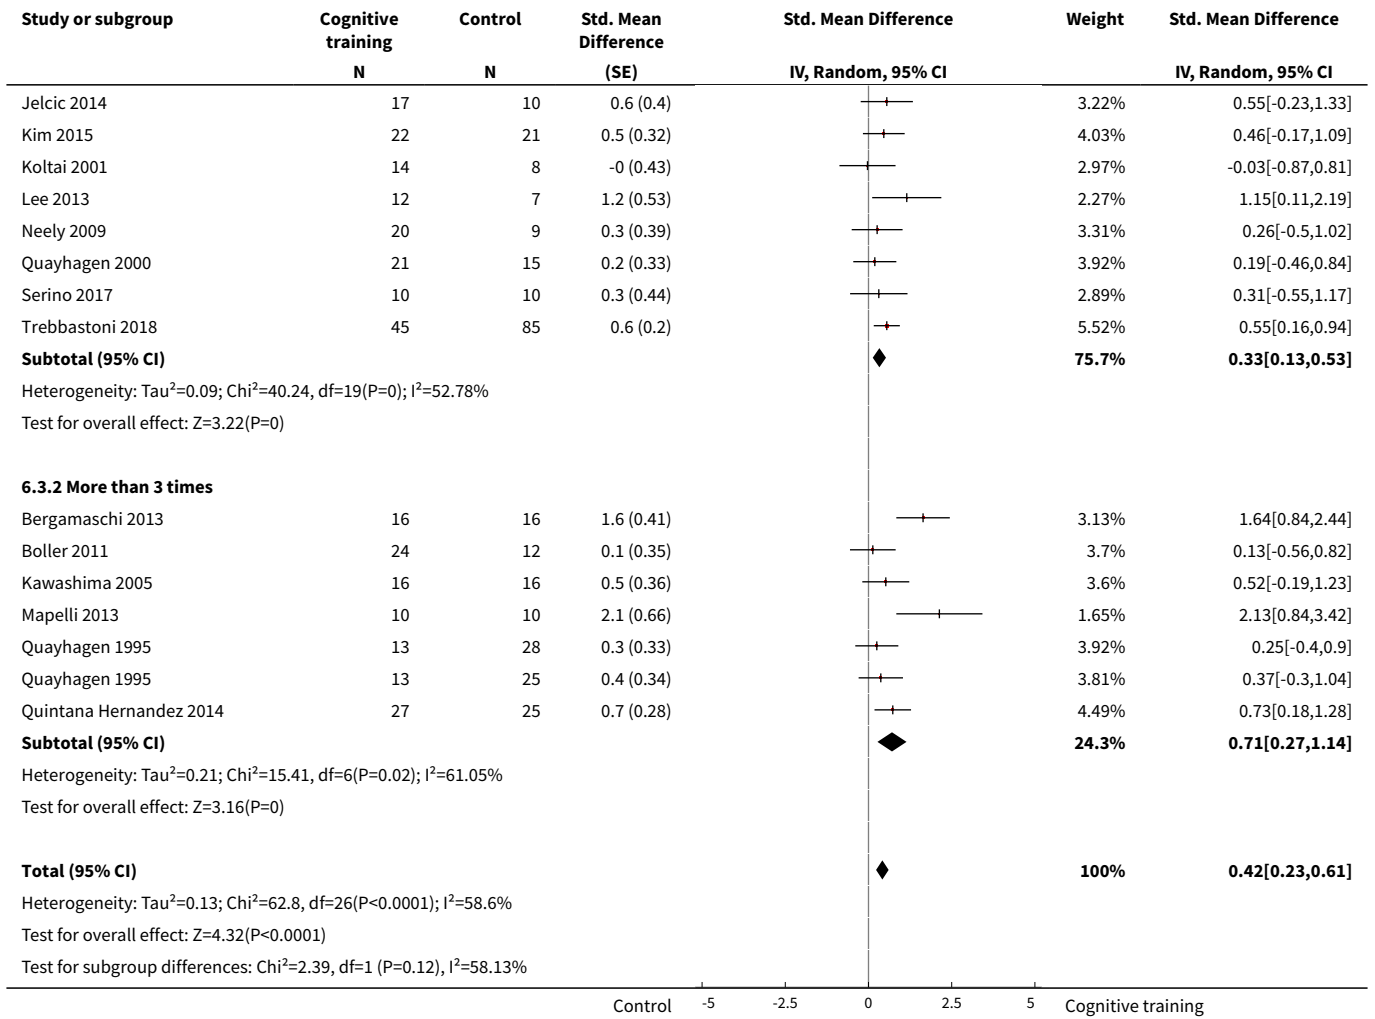 Study or subgroup Cognitive training Control Std. Mean Difference Std. Mean Difference Weight Std. Mean Difference
N N (SE) IV, Random, 95% CI IV, Random, 95% CI
Jelcic 2014 17 10 0.6 (0.4) 3.22% 0.55[-0.23,1.33]
Kim 2015 22 21 0.5 (0.32) 4.03% 0.46[-0.17,1.09]
Koltai 2001 14 8 -0 (0.43) 2.97% -0.03[-0.87,0.81]
Lee 2013 12 7 1.2 (0.53) 2.27% 1.15[0.11,2.19]
Neely 2009 20 9 0.3 (0.39) 3.31% 0.26[-0.5,1.02]
Quayhagen 2000 21 15 0.2 (0.33) 3.92% 0.19[-0.46,0.84]
Serino 2017 10 10 0.3 (0.44) 2.89% 0.31[-0.55,1.17]
Trebbastoni 2018 45 85 0.6 (0.2) 5.52% 0.55[0.16,0.94]
Subtotal (95% CI) 75.7% 0.33[0.13,0.53]
Heterogeneity: Tau²=0.09; Chi²=40.24, df=19(P=0); I²=52.78%
Test for overall effect: Z=3.22(P=0)
6.3.2 More than 3 times
Bergamaschi 2013 16 16 1.6 (0.41) 3.13% 1.64[0.84,2.44]
Boller 2011 24 12 0.1 (0.35) 3.7% 0.13[-0.56,0.82]
Kawashima 2005 16 16 0.5 (0.36) 3.6% 0.52[-0.19,1.23]
Mapelli 2013 10 10 2.1 (0.66) 1.65% 2.13[0.84,3.42]
Quayhagen 1995 13 28 0.3 (0.33) 3.92% 0.25[-0.4,0.9]
Quayhagen 1995 13 25 0.4 (0.34) 3.81% 0.37[-0.3,1.04]
Quintana Hernandez 2014 27 25 0.7 (0.28) 4.49% 0.73[0.18,1.28]
Subtotal (95% CI) 24.3% 0.71[0.27,1.14]
Heterogeneity: Tau²=0.21; Chi²=15.41, df=6(P=0.02); I²=61.05%
Test for overall effect: Z=3.16(P=0)
Total (95% CI) 100% 0.42[0.23,0.61]
Heterogeneity: Tau²=0.13; Chi²=62.8, df=26(P<0.0001); I²=58.6%
Test for overall effect: Z=4.32(P<0.0001)
Test for subgroup differences: Chi²=2.39, df=1 (P=0.12), I²=58.13%
Control -5 -2.5 0 2.5 5 Cognitive training